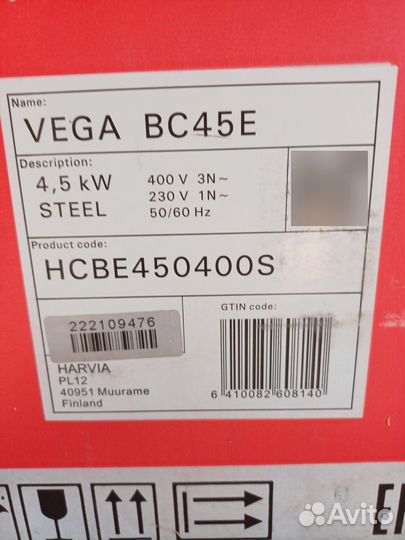 Name:
VEGA BC45E
Description:
4,5 kW 400 V 3N~
230 V 1N~
STEEL 50/60 Hz
Product code:
HCBE450400S
GTIN code:
222109476
HARVIA
PL12
40951 Muurame
Finland
6 410082 608140
Avito